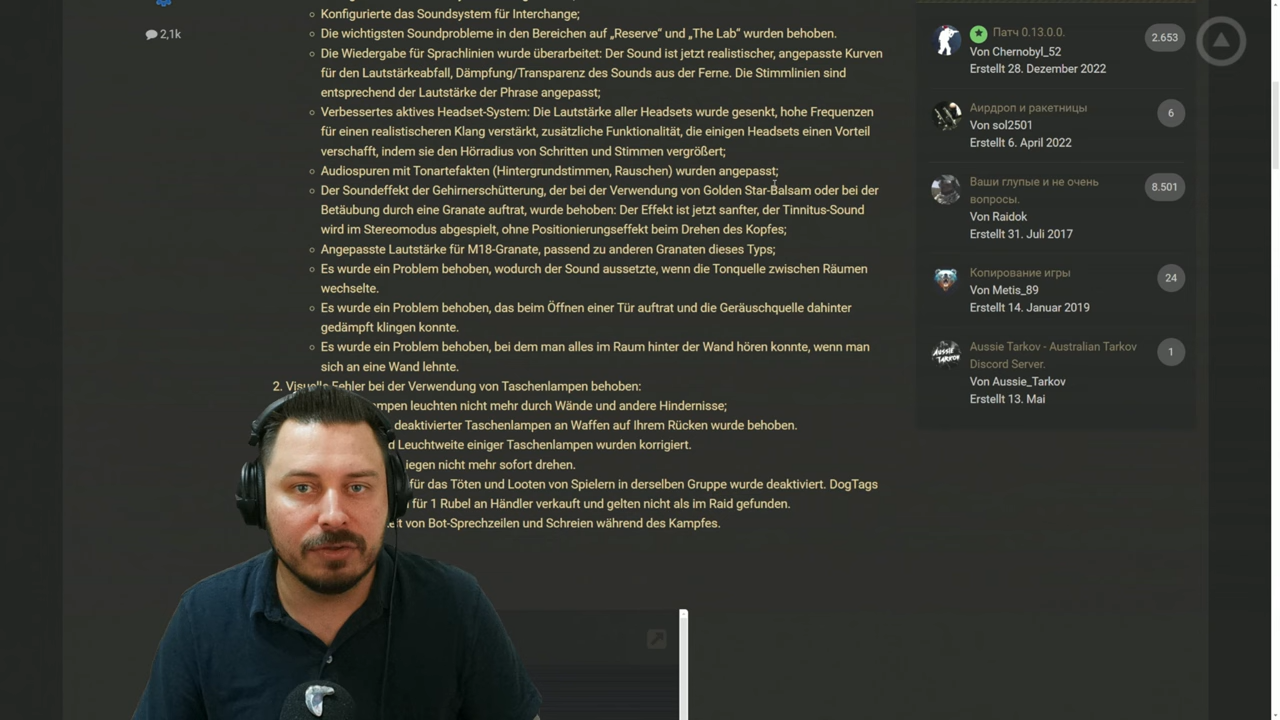 2,1k
Konfigurierte das Soundsystem für Interchange;
Die wichtigsten Soundprobleme in den Bereichen auf „Reserve“ und „The Lab“ wurden behoben.
Die Wiedergabe für Sprachlinien wurde überarbeitet: Der Sound ist jetzt realistischer, angepasste Kurven
für den Lautstärkeabfall, Dämpfung/Transparenz des Sounds aus der Ferne. Die Stimmlinien sind
entsprechend der Lautstärke der Phrase angepasst;
Verbessertes aktives Headset-System: Die Lautstärke aller Headsets wurde gesenkt, hohe Frequenzen
für einen realistischeren Klang verstärkt, zusätzliche Funktionalität, die einigen Headsets einen Vorteil
verschafft, indem sie den Hörradius von Schritten und Stimmen vergrößert;
Audiospuren mit Tonartefakten (Hintergrundstimmen, Rauschen) wurden angepasst;
Der Soundeffekt der Gehirnerschütterung, der bei der Verwendung von Golden Star-Balsam oder bei der
Betäubung durch eine Granate auftrat, wurde behoben: Der Effekt ist jetzt sanfter, der Tinnitus-Sound
wird im Stereomodus abgespielt, ohne Positionierungseffekt beim Drehen des Kopfes;
Angepasste Lautstärke für M18-Granate, passend zu anderen Granaten dieses Typs;
Es wurde ein Problem behoben, wodurch der Sound aussetzte, wenn die Tonquelle zwischen Räumen
wechselte.
Es wurde ein Problem behoben, das beim Öffnen einer Tür auftrat und die Geräuschquelle dahinter
gedämpft klingen konnte.
Es wurde ein Problem behoben, bei dem man alles im Raum hinter der Wand hören konnte, wenn man
sich an eine Wand lehnte.
2. Visuelle Fehler bei der Verwendung von Taschenlampen behoben:
leuchten nicht mehr durch Wände und andere Hindernisse;
deaktivierter Taschenlampen an Waffen auf Ihrem Rücken wurde behoben.
Leuchtweite einiger Taschenlampen wurden korrigiert.
nicht mehr sofort drehen.
für das Töten und Looten von Spielern in derselben Gruppe wurde deaktiviert. DogTags
für 1 Rubel an Händler verkauft und gelten nicht als im Raid gefunden.
von Bot-Sprechzeilen und Schreien während des Kampfes.
Патч 0.13.0.0.
2.653
Von Chernobyl_52
Erstellt 28. Dezember 2022
Аирдроп и ракетницы
6
Von sol2501
Erstellt 6. April 2022
Ваши глупые и не очень
вопросы.
8.501
Von Raidok
Erstellt 31. Juli 2017
Копирование игры
24
Von Metis_89
Erstellt 14. Januar 2019
Aussie Tarkov - Australian Tarkov
Discord Server.
1
Von Aussie_Tarkov
Erstellt 13. Mai